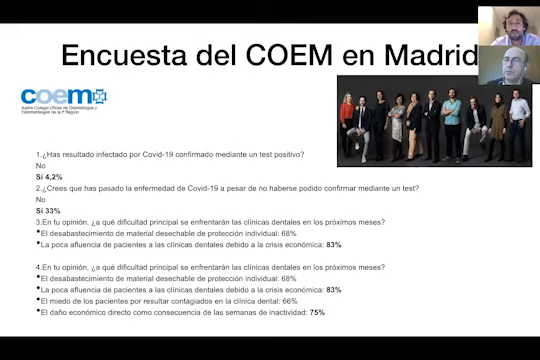 Encuesta del COEM en Madrid
coem
Ilustre Colegio Oficial de Odontólogos y
Estomatólogos de la Iª Región
1.¿Has resultado infectado por Covid-19 confirmado mediante un test positivo?
No
Sí 4,2%
2.¿Crees que has pasado la enfermedad de Covid-19 a pesar de no haberse podido confirmar mediante un test?
No
Sí 33%
3.En tu opinión, ¿a qué dificultad principal se enfrentarán las clínicas dentales en los próximos meses?
•El desabastecimiento de material desechable de protección individual: 68%
•La poca afluencia de pacientes a las clínicas dentales debido a la crisis económica: 83%
4.En tu opinión, ¿a qué dificultad principal se enfrentarán las clínicas dentales en los próximos meses?
•El desabastecimiento de material desechable de protección individual: 68%
•La poca afluencia de pacientes a las clínicas dentales debido a la crisis económica: 83%
•El miedo de los pacientes por resultar contagiados en la clínica dental: 66%
•El daño económico directo como consecuencia de las semanas de inactividad: 75%